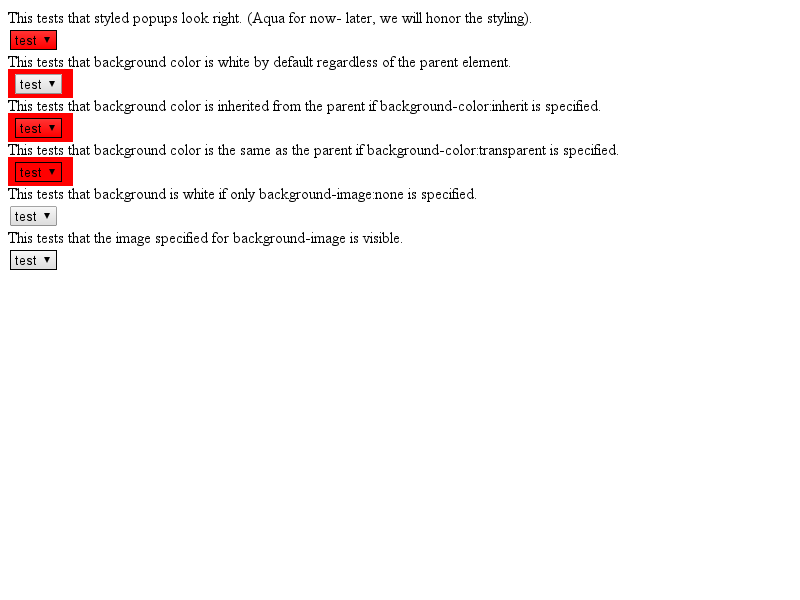 This tests that styled popups look right. (Aqua for now- later, we will honor the styling).
test
This tests that background color is white by default regardless of the parent element.
test
This tests that background color is inherited from the parent if background-color:inherit is specified.
test
This tests that background color is the same as the parent if background-color:transparent is specified.
test
This tests that background is white if only background-image:none is specified.
test
This tests that the image specified for background-image is visible.
test